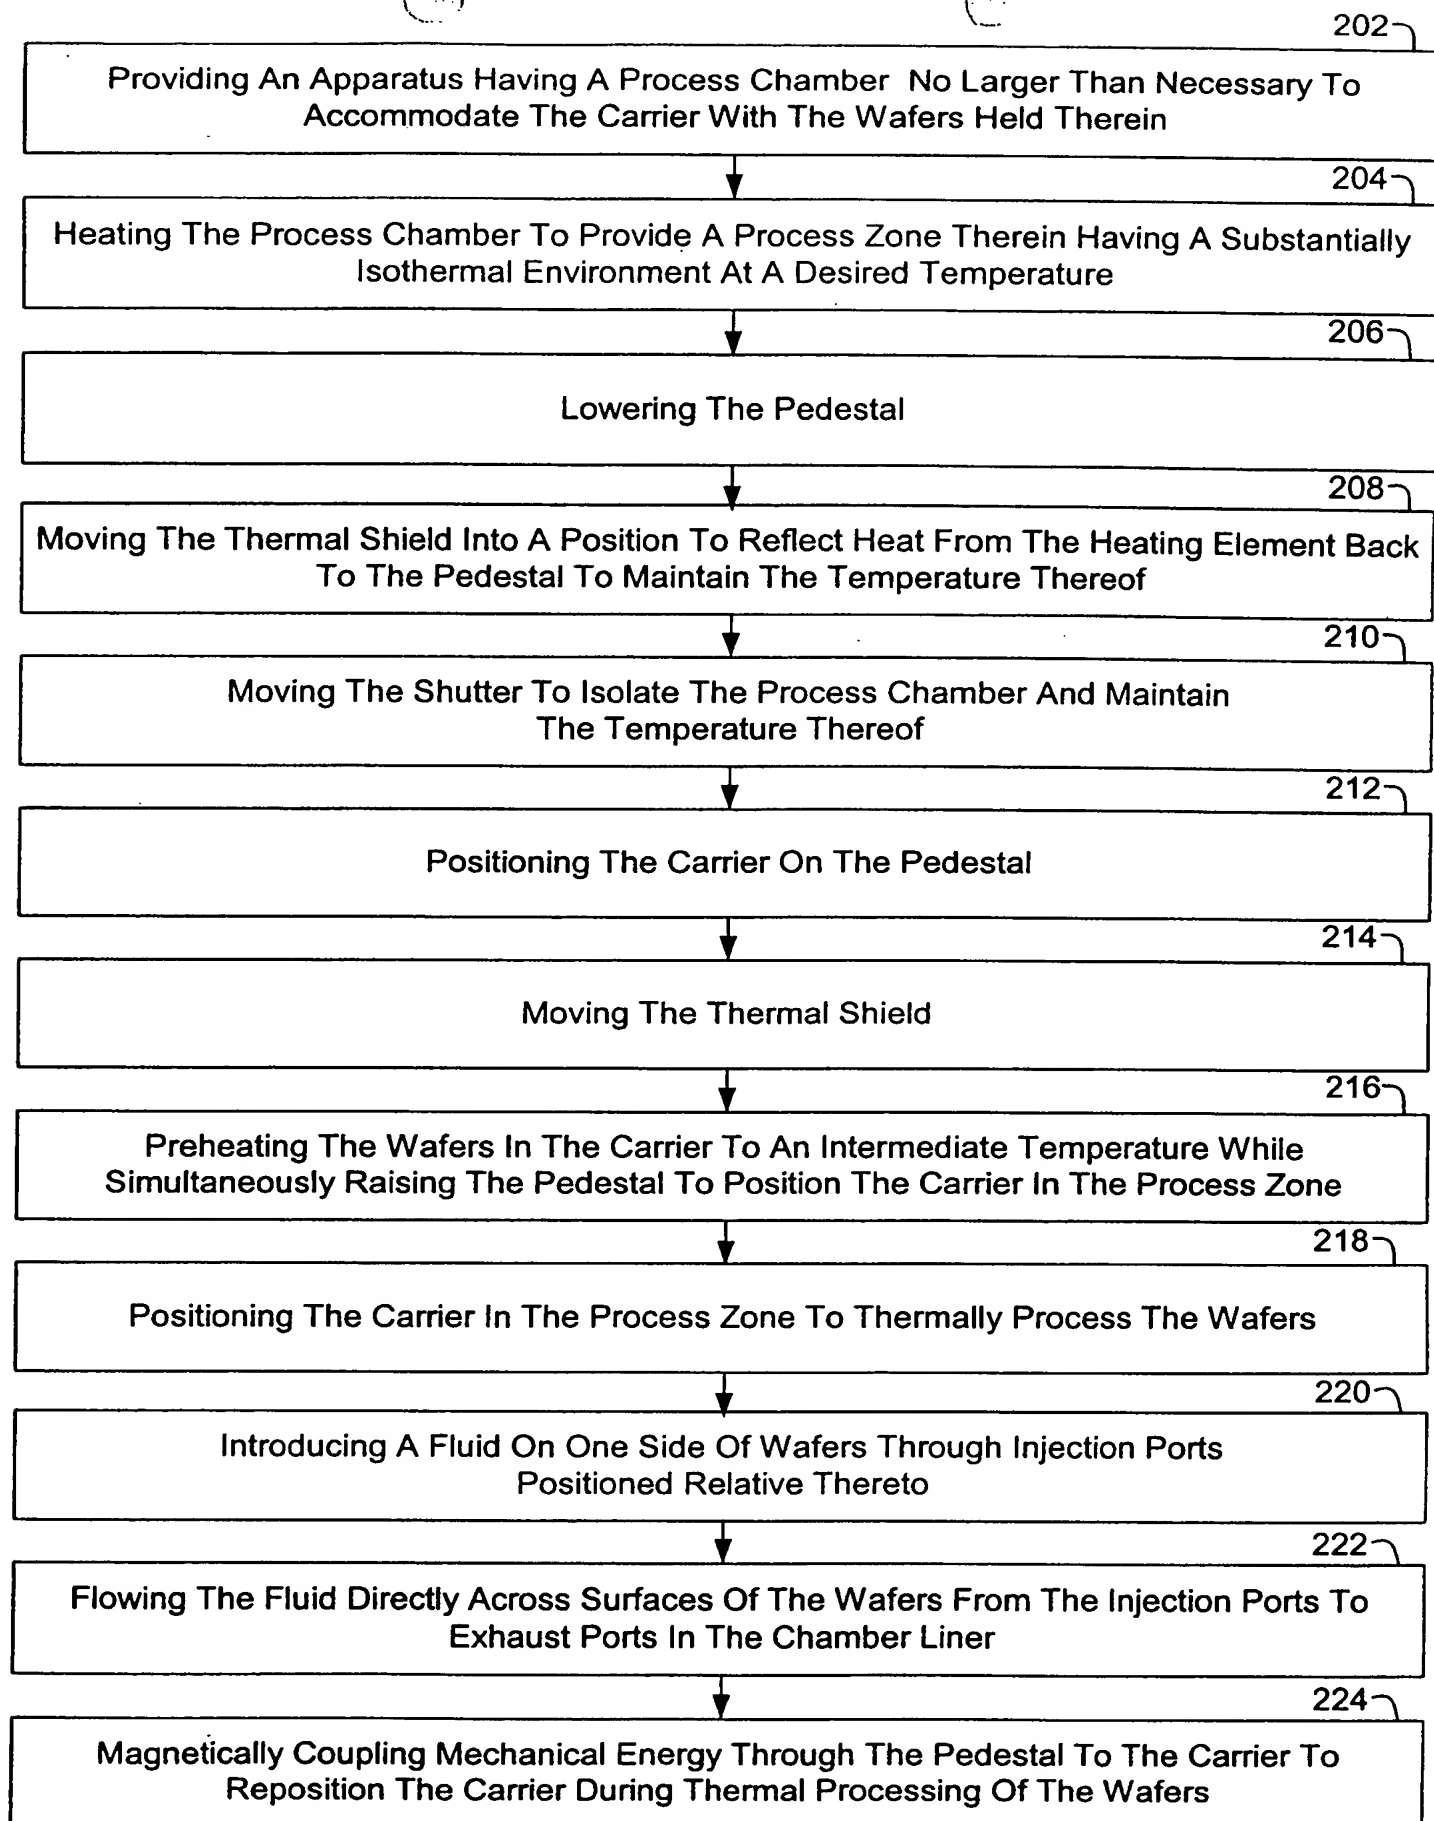 202
Providing An Apparatus Having A Process Chamber No Larger Than Necessary To
Accommodate The Carrier With The Wafers Held Therein
204
Heating The Process Chamber To Provide A Process Zone Therein Having A Substantially
Isothermal Environment At A Desired Temperature
206
Lowering The Pedestal
208
Moving The Thermal Shield Into A Position To Reflect Heat From The Heating Element Back
To The Pedestal To Maintain The Temperature Thereof
210
Moving The Shutter To Isolate The Process Chamber And Maintain
The Temperature Thereof
212
Positioning The Carrier On The Pedestal
214
Moving The Thermal Shield
216
Preheating The Wafers In The Carrier To An Intermediate Temperature While
Simultaneously Raising The Pedestal To Position The Carrier In The Process Zone
218
Positioning The Carrier In The Process Zone To Thermally Process The Wafers
220
Introducing A Fluid On One Side Of Wafers Through Injection Ports
Positioned Relative Thereto
222
Flowing The Fluid Directly Across Surfaces Of The Wafers From The Injection Ports To
Exhaust Ports In The Chamber Liner
224
Magnetically Coupling Mechanical Energy Through The Pedestal To The Carrier To
Reposition The Carrier During Thermal Processing Of The Wafers